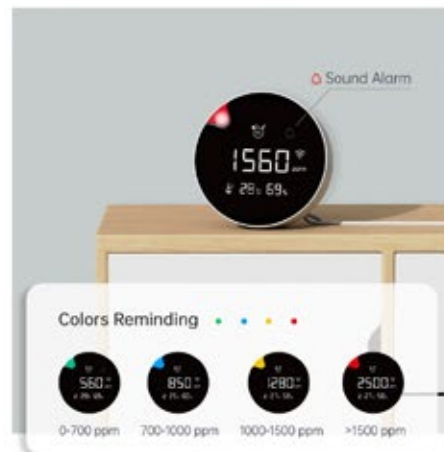 Sound Alarm
1560 ppm
28°c 69%
Colors Reminding
560
850
1280
2500
0-700 ppm 700-1000 ppm 1000-1500 ppm >1500 ppm